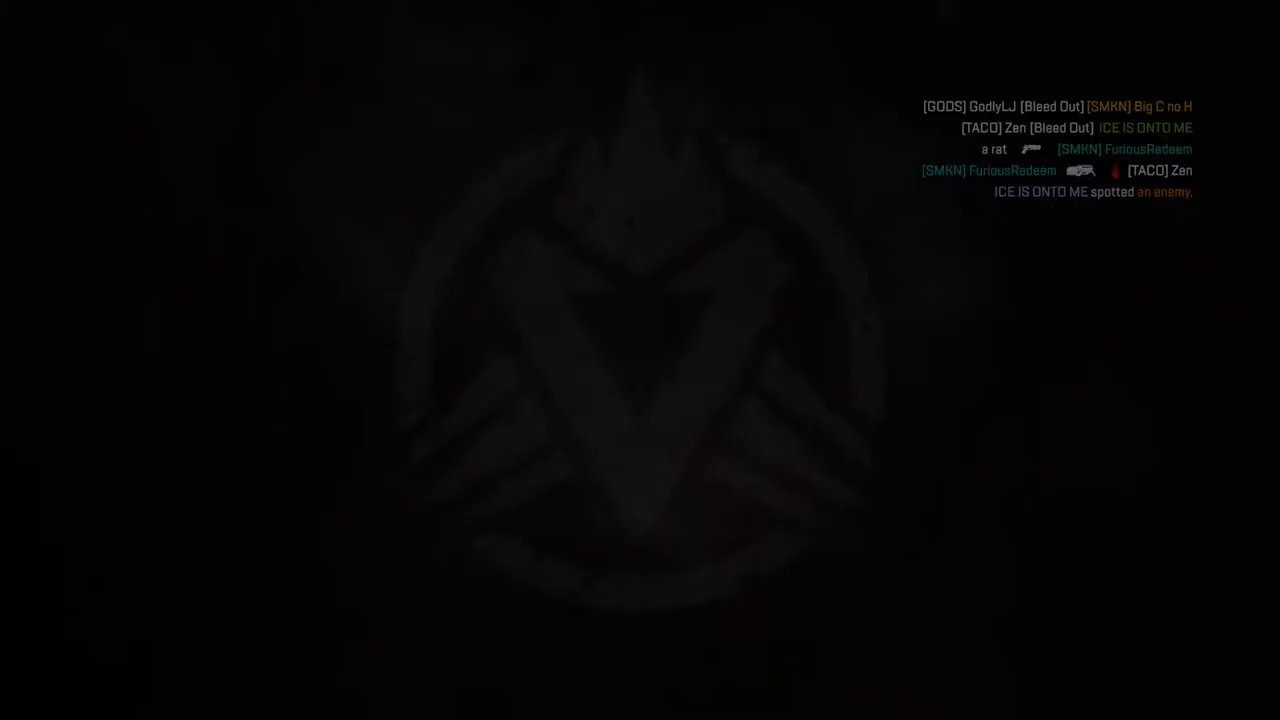 [GODS] GodlyLJ [Bleed Out] [SMKN] Big C no H
[TACO] Zen [Bleed Out] ICE IS ONTO ME
a rat [SMKN] FuriousRedeem
[SMKN] FuriousRedeem [TACO] Zen
ICE IS ONTO ME spotted an enemy.